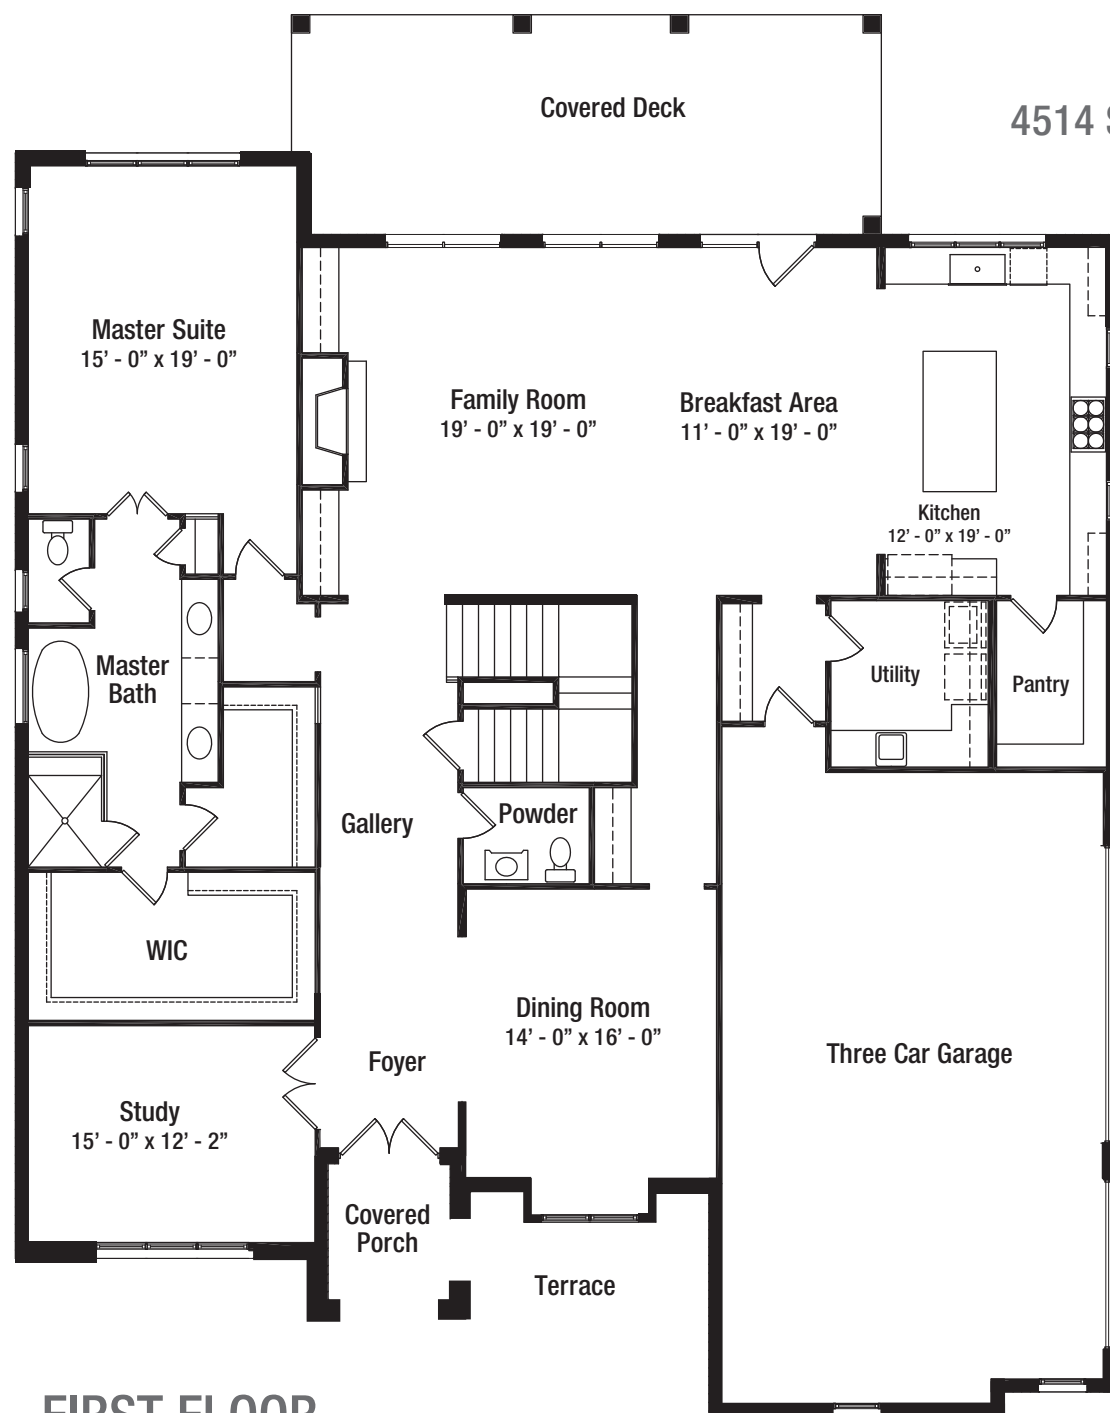 Covered Deck
4514 S
Master Suite
15' - 0” x 19' - 0”
Family Room
19' - 0” x 19' - 0”
Breakfast Area
11' - 0” x 19' - 0”
Kitchen
12' - 0” x 19' - 0”
Master
Bath
Utility
Pantry
Gallery
Powder
WIC
Dining Room
14' - 0” x 16' - 0”
Foyer
Three Car Garage
Study
15' - 0” x 12' - 2”
Covered
Porch
Terrace
FIRST FLOOR